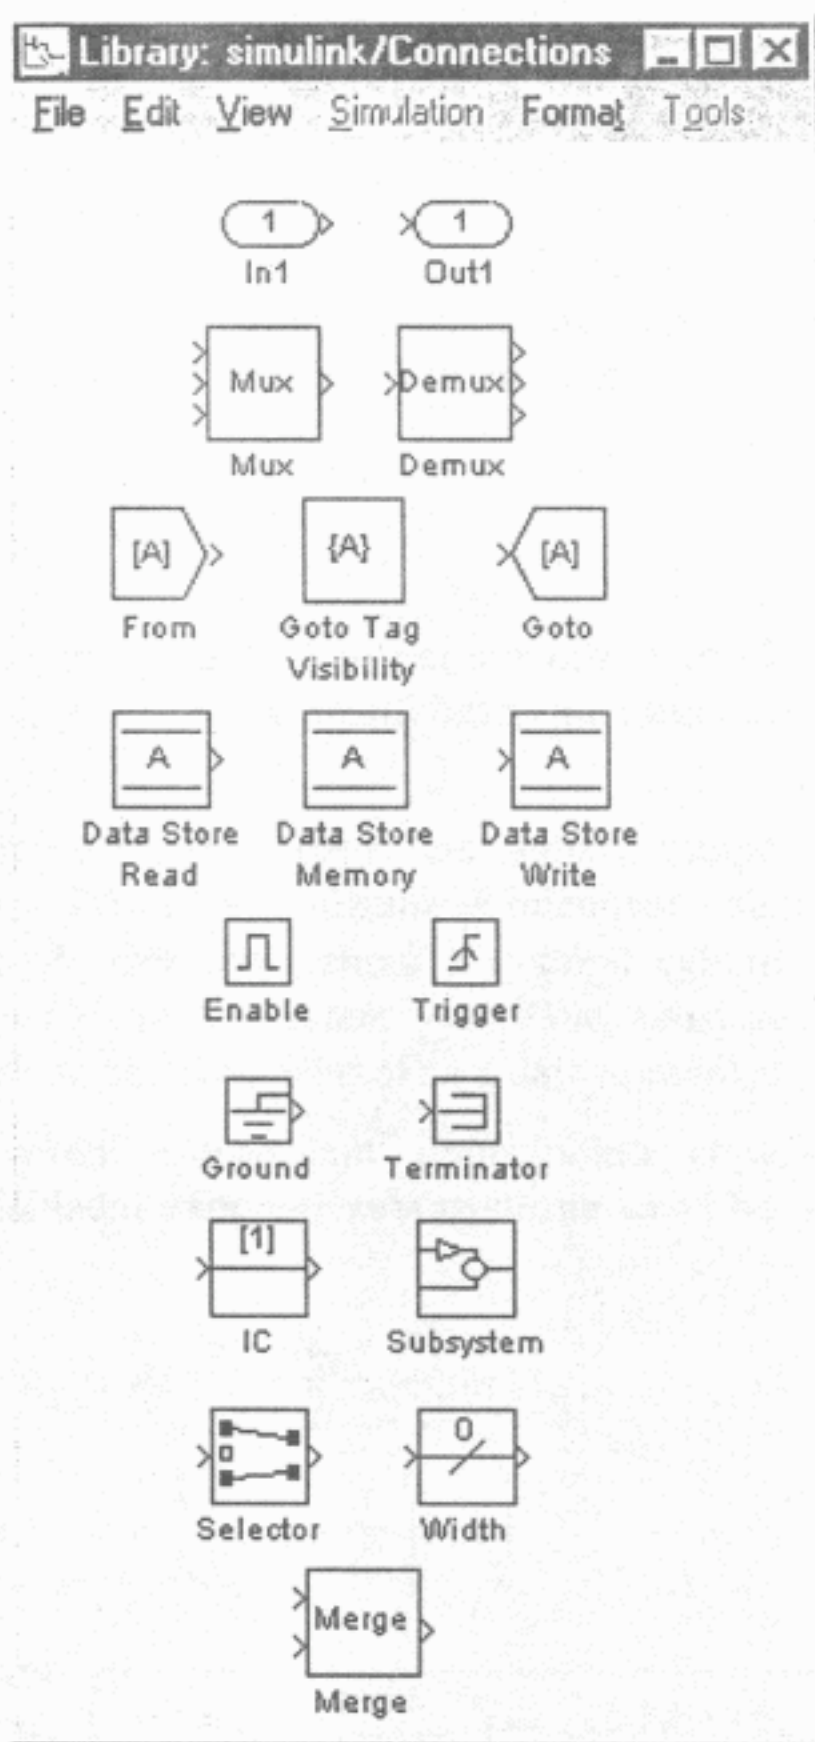 Library: simulink/Connections
File Edit View Simulation Format Tools
1 1
In1 Out1
Mux Demux
Mux Demux
[A] {A} [A]
From Goto Tag Visibility Goto
A A A
Data Store Read Data Store Memory Data Store Write
Enable Trigger
Ground Terminator
[1]
IC Subsystem
0
Selector Width
Merge
Merge